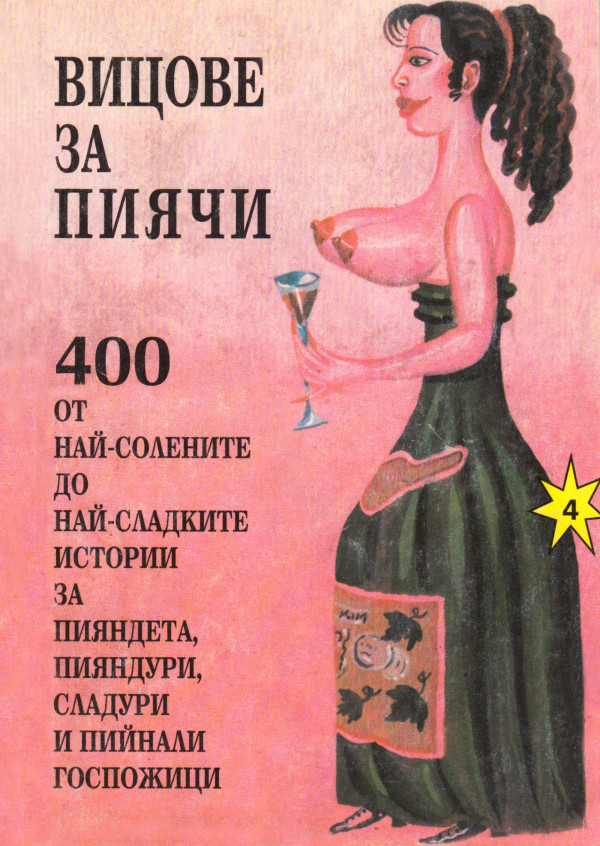 ВИЦОВЕ
ЗА
ПИЯЧИ
400
ОТ
НАЙ-СОЛЕНИТЕ
ДО
НАЙ-СЛАДКИТЕ
ИСТОРИИ
ЗА
ПИЯНДЕТА,
ПИЯНДУРИ,
СЛАДУРИ
И ПИЙНАЛИ
ГОСПОЖИЦИ
4